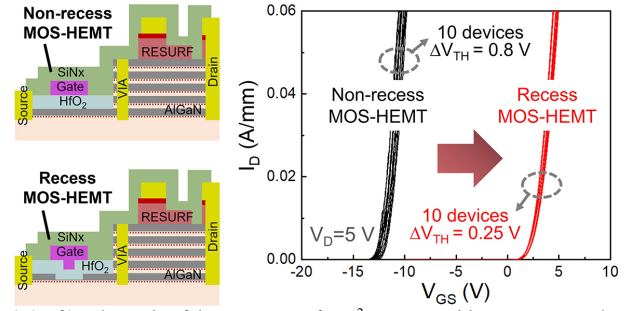 Non-recess
MOS-HEMT
RESURF
SiNx
Gate
HfO2
VIA
AlGaN
Source
Drain
Recess
MOS-HEMT
RESURF
SiNx
Gate
HfO2
VIA
AlGaN
Source
Drain
0.06
0.04
0.02
0.00
ID (A/mm)
10 devices
ΔVTH = 0.8 V
Non-recess
MOS-HEMT
Recess
MOS-HEMT
10 devices
ΔVTH = 0.25 V
VD=5 V
-20 -15 -10 -5 0 5 10
VGS (V)